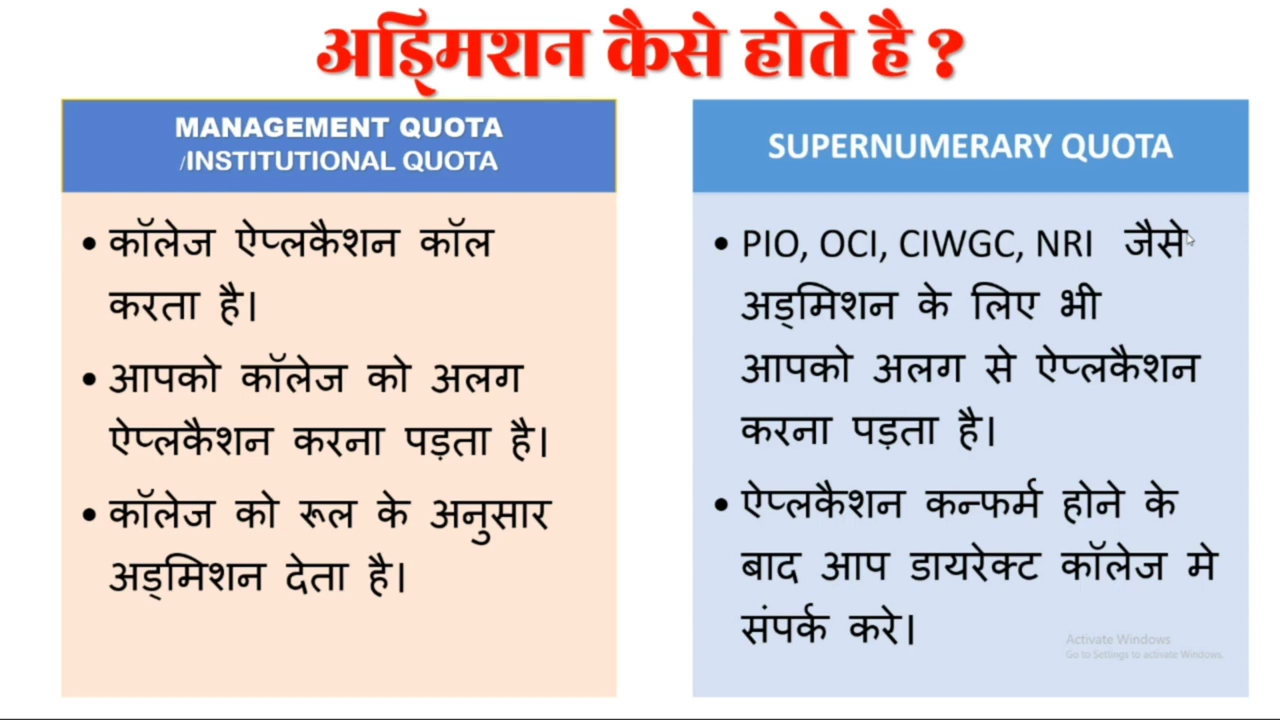 अड्मिशन कैसे होते है ?
MANAGEMENT QUOTA
/INSTITUTIONAL QUOTA
• कॉलेज ऐप्लकैशन कॉल
करता है।
• आपको कॉलेज को अलग
ऐप्लकैशन करना पड़ता है।
• कॉलेज को रूल के अनुसार
अड्मिशन देता है।
SUPERNUMERARY QUOTA
• PIO, OCI, CIWGC, NRI जैसे
अड्मिशन के लिए भी
आपको अलग से ऐप्लकैशन
करना पड़ता है।
• ऐप्लकैशन कन्फर्म होने के
बाद आप डायरेक्ट कॉलेज मे
संपर्क करे।
Activate Windows
Go to Settings to activate Windows.